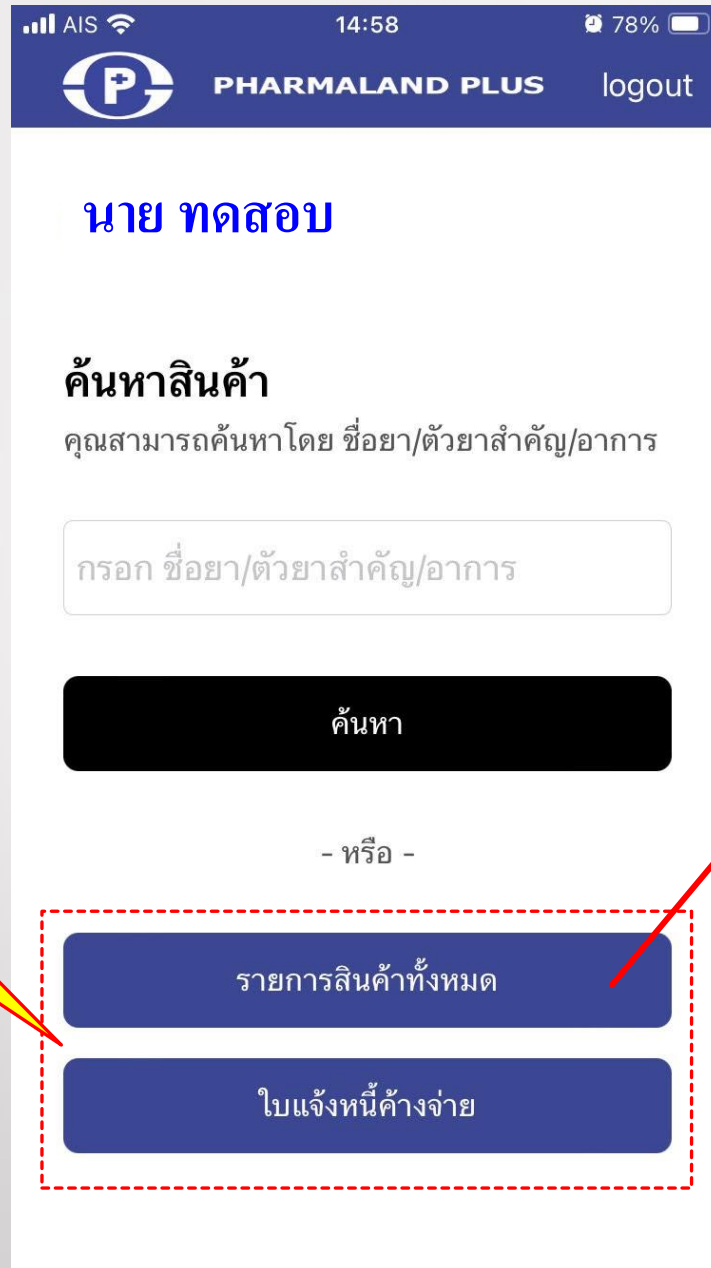 AIS 14:58 78%
P PHARMALAND PLUS logout
นาย ทดสอบ
ค้นหาสินค้า
คุณสามารถค้นหาโดย ชื่อยา/ตัวยาสำคัญ/อาการ
กรอก ชื่อยา/ตัวยาสำคัญ/อาการ
ค้นหา
- หรือ -
รายการสินค้าทั้งหมด
ใบแจ้งหนี้ค้างจ่าย